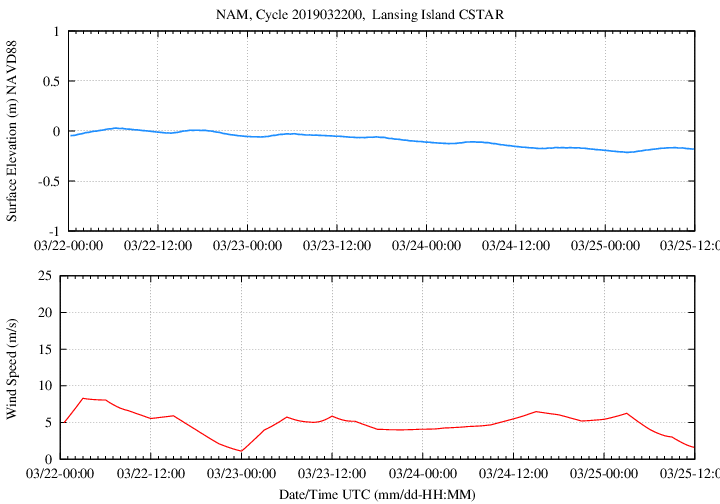 NAM, Cycle 2019032200,  Lansing Island CSTAR
Surface Elevation (m) NAVD88
1
0.5
0
-0.5
-1
03/22-00:00 03/22-12:00 03/23-00:00 03/23-12:00 03/24-00:00 03/24-12:00 03/25-00:00 03/25-12:0
Wind Speed (m/s)
25
20
15
10
5
0
03/22-00:00 03/22-12:00 03/23-00:00 03/23-12:00 03/24-00:00 03/24-12:00 03/25-00:00 03/25-12:0
Date/Time UTC (mm/dd-HH:MM)